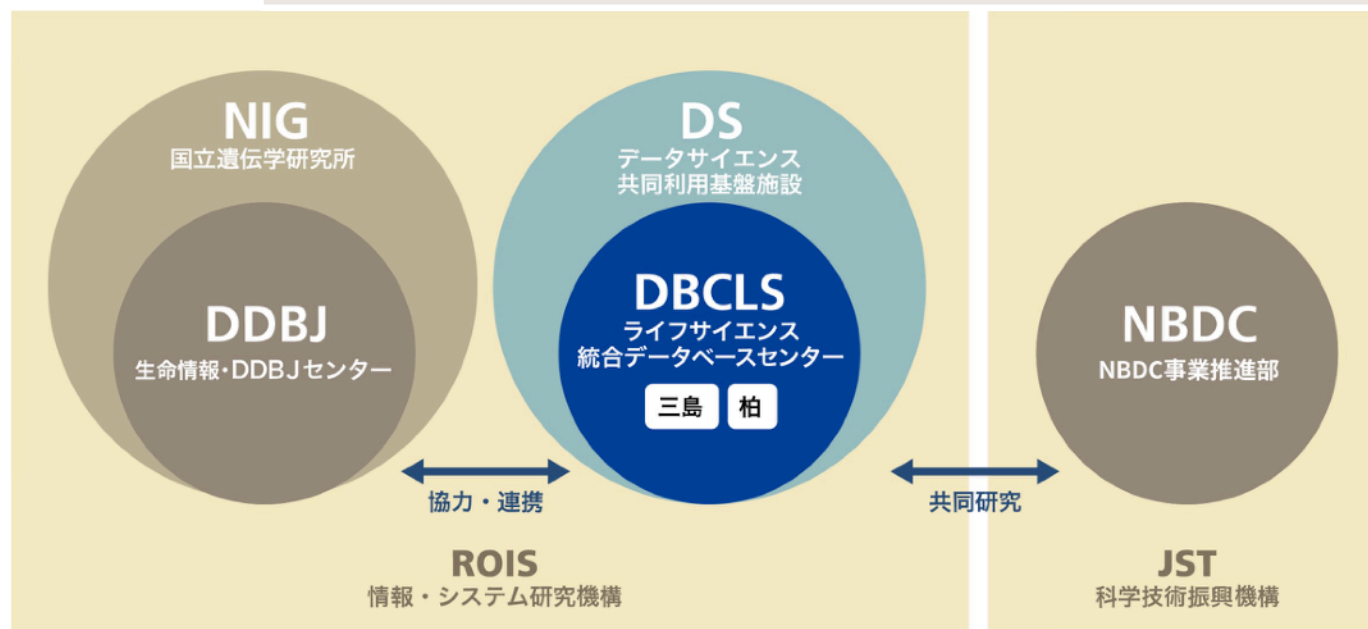 NIG
国立遺伝学研究所
DDBJ
生命情報・DDBJセンター
DS
データサイエンス
共同利用基盤施設
DBCLS
ライフサイエンス
統合データベースセンター
三島 柏
NBDC
NBDC事業推進部
協力・連携
共同研究
ROIS
情報・システム研究機構
JST
科学技術振興機構